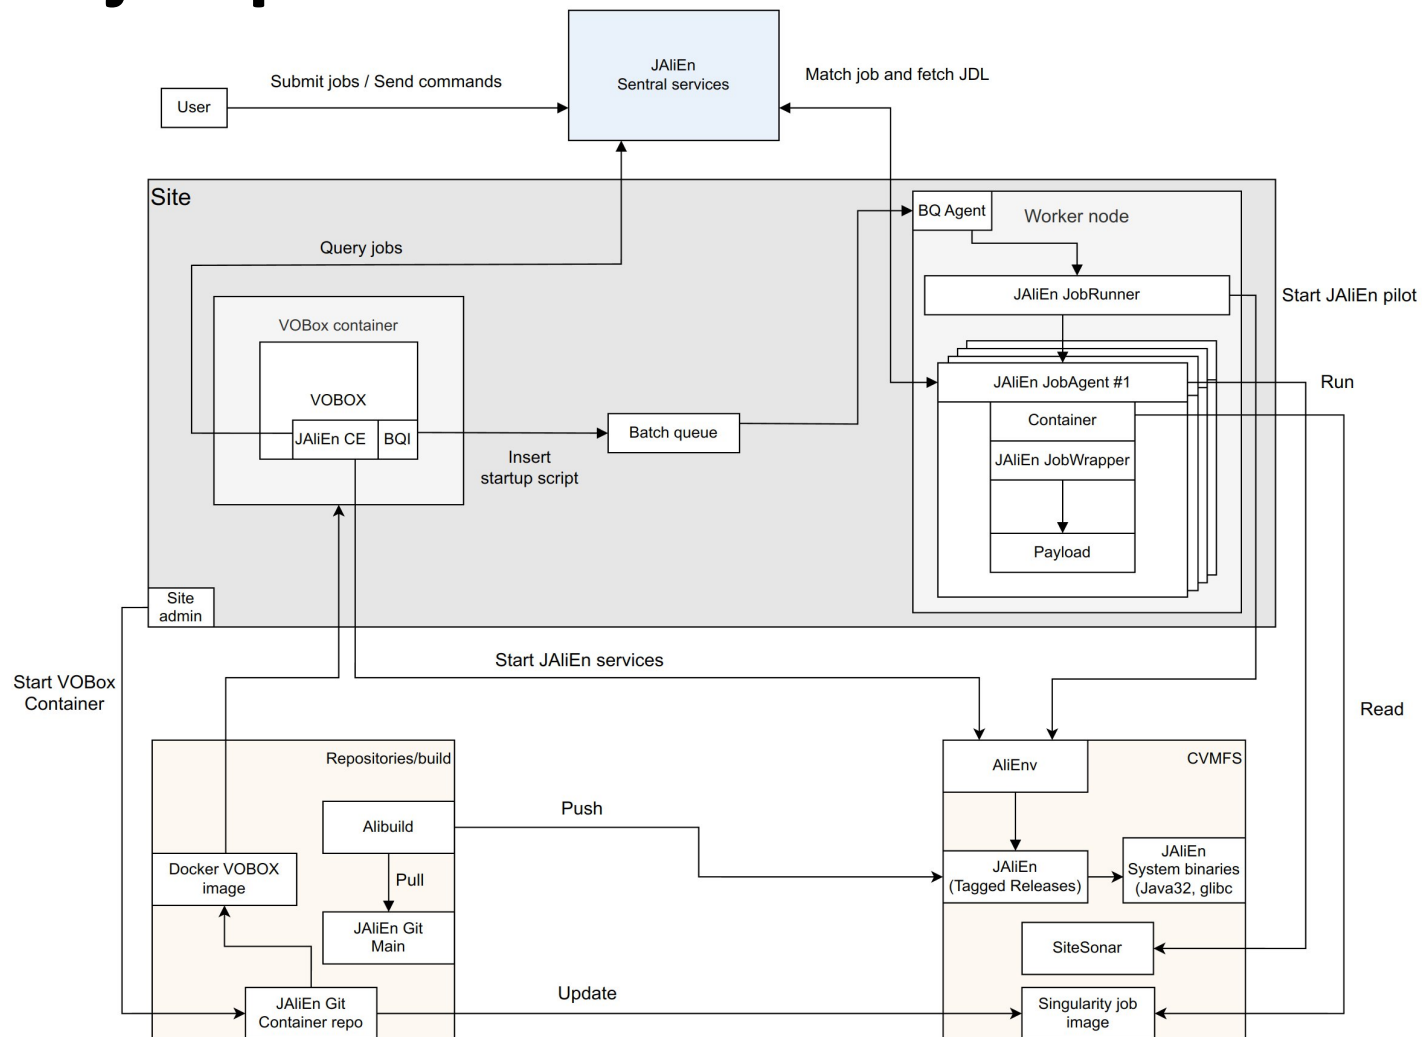 JAliEn
Sentral services
Submit jobs / Send commands
Match job and fetch JDL
User
Site
BQ Agent
Worker node
Query jobs
JAliEn JobRunner
Start JAliEn pilot
VOBox container
JAliEn JobAgent #1
Run
VOBOX
Container
JAliEn CE
BQI
Batch queue
Insert
startup script
JAliEn JobWrapper
Payload
Site
admin
Start JAliEn services
Start VOBox
Container
Read
Repositories/build
AliEnv
CVMFS
Push
Alibuild
Docker VOBOX
image
Pull
JAliEn
(Tagged Releases)
JAliEn
System binaries
(Java32, glibc
JAliEn Git
Main
SiteSonar
Update
JAliEn Git
Container repo
Singularity job
image